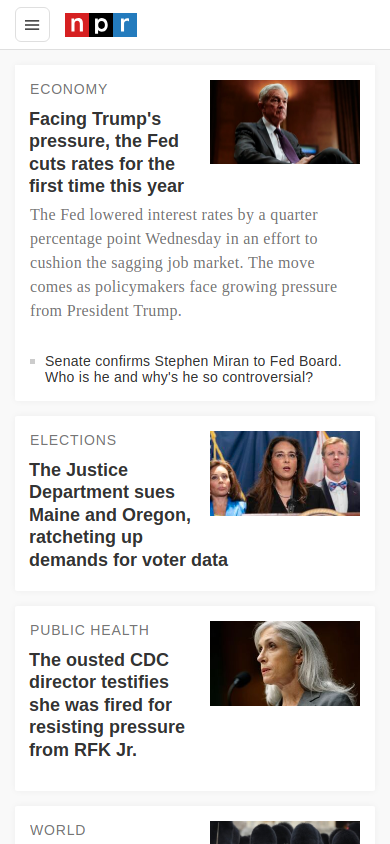 npr
ECONOMY
Facing Trump's
pressure, the Fed
cuts rates for the
first time this year
The Fed lowered interest rates by a quarter
percentage point Wednesday in an effort to
cushion the sagging job market. The move
comes as policymakers face growing pressure
from President Trump.
Senate confirms Stephen Miran to Fed Board.
Who is he and why's he so controversial?
ELECTIONS
The Justice
Department sues
Maine and Oregon,
ratcheting up
demands for voter data
PUBLIC HEALTH
The ousted CDC
director testifies
she was fired for
resisting pressure
from RFK Jr.
WORLD